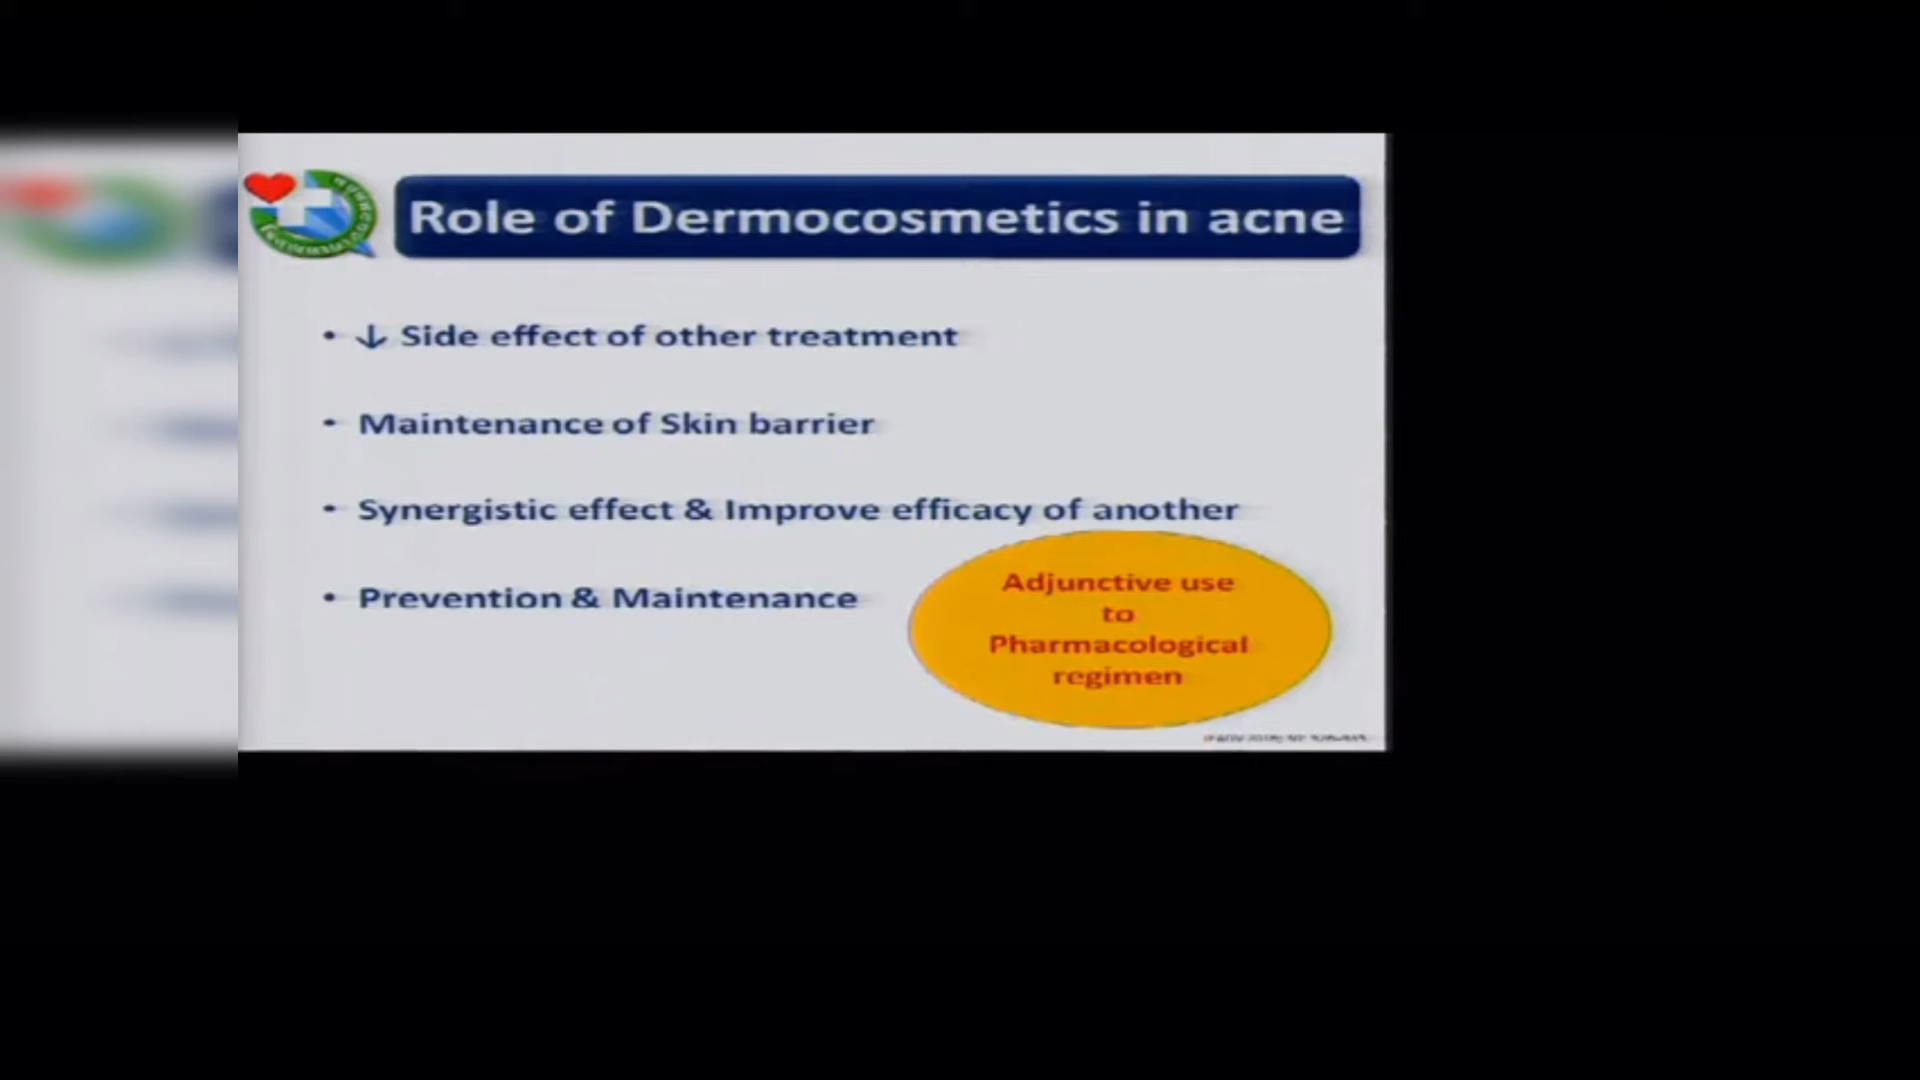 Role of Dermocosmetics in acne
• ↓ Side effect of other treatment
• Maintenance of Skin barrier
• Synergistic effect & Improve efficacy of another
• Prevention & Maintenance
Adjunctive use
to
Pharmacological
regimen